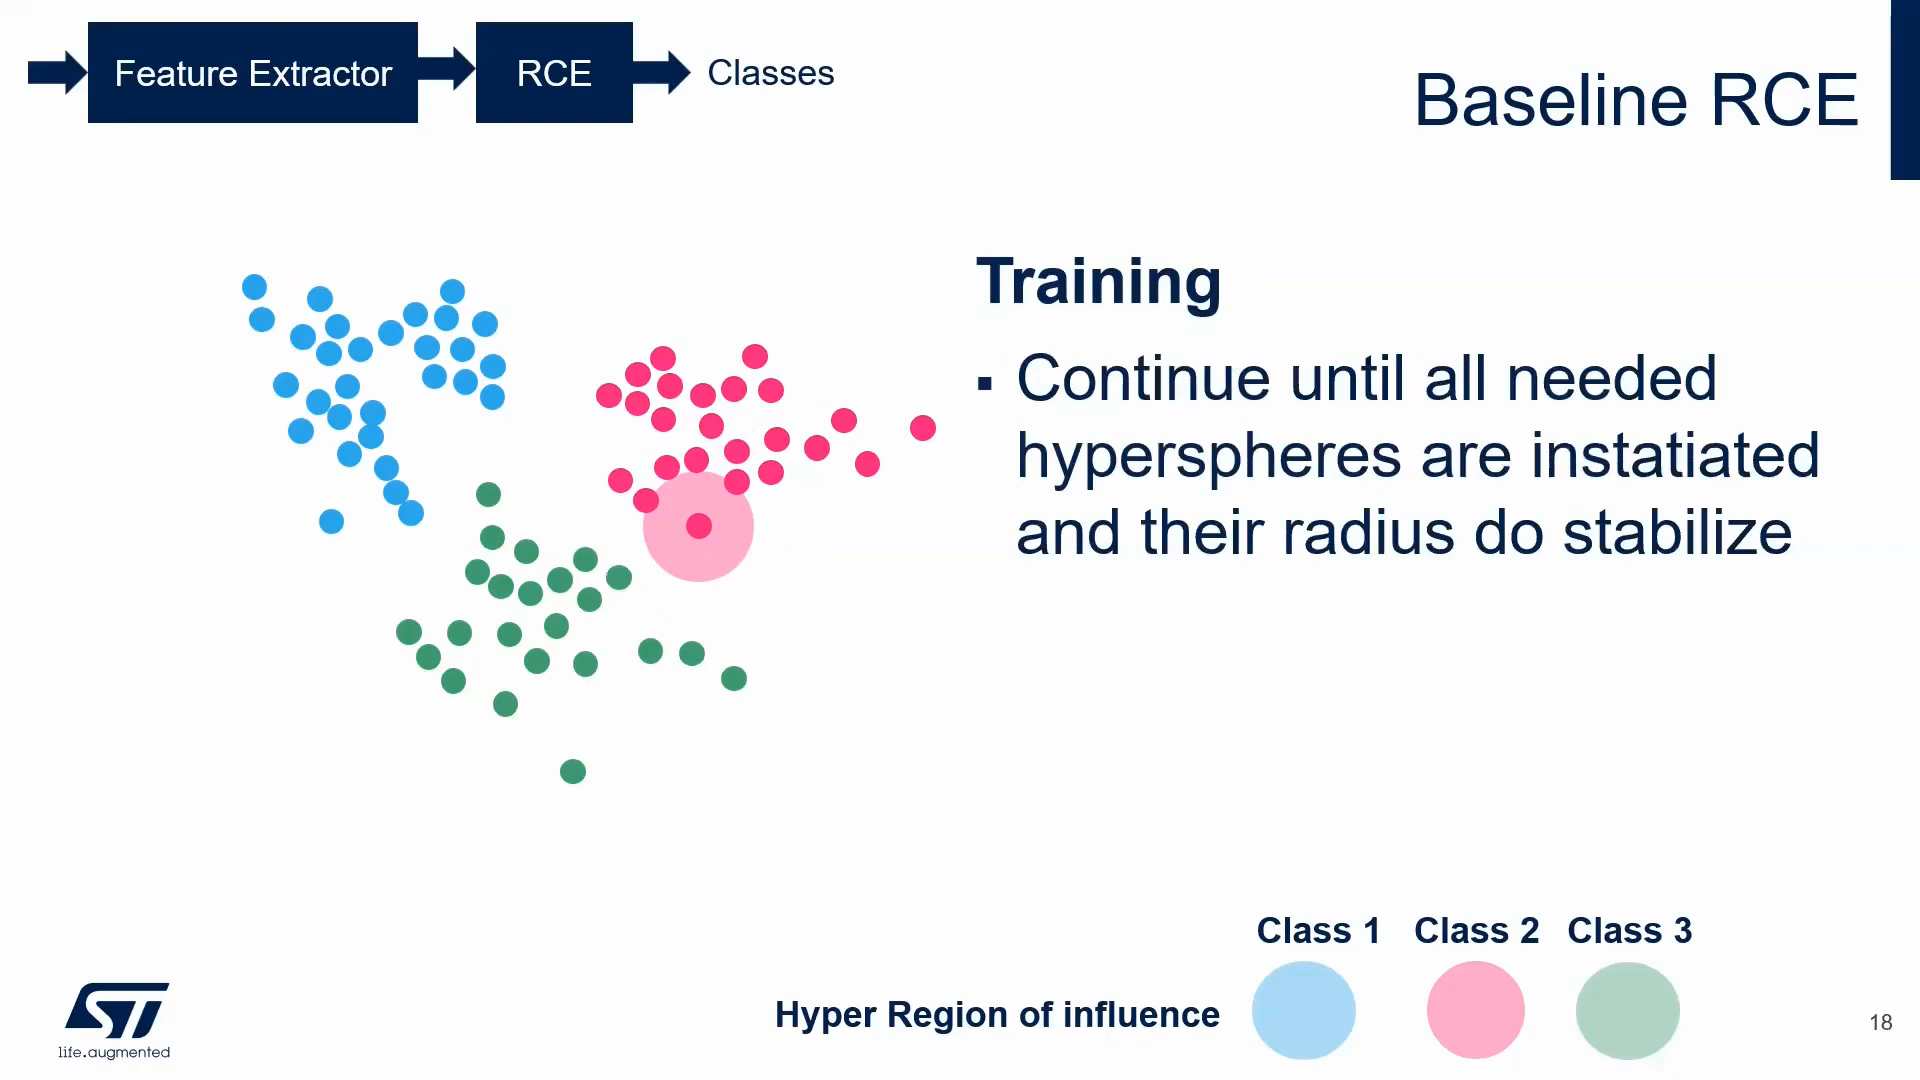 Feature Extractor
RCE
Classes
Baseline RCE
Training
▪ Continue until all needed
hyperspheres are instatiated
and their radius do stabilize
Class 1 Class 2 Class 3
Hyper Region of influence
ST
life.augmented
18